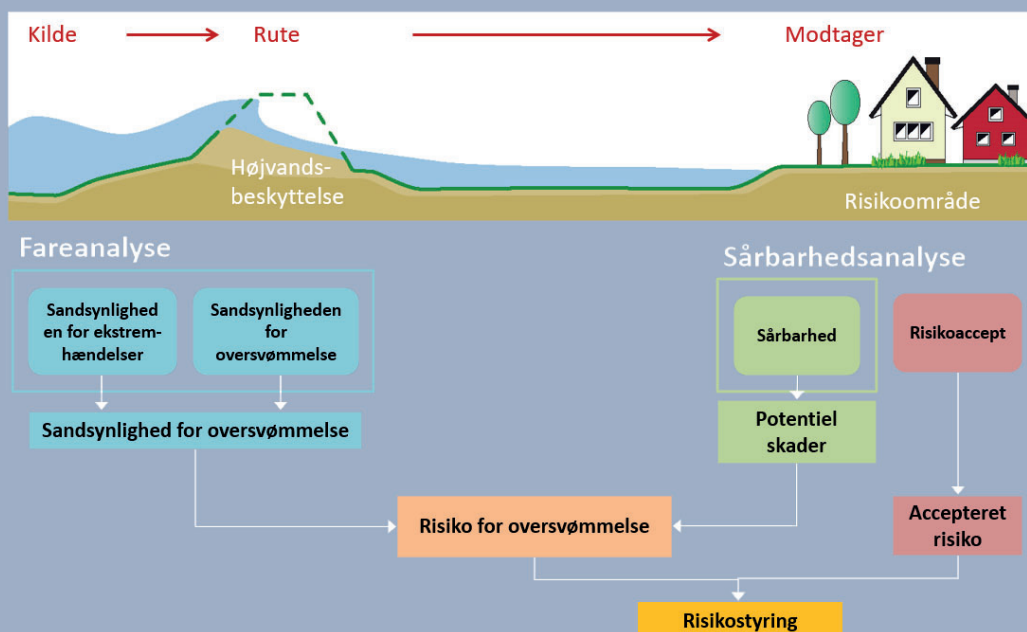 Kilde
Rute
Modtager
Højvands-
beskyttelse
Risikoområde
Fareanalyse
Sårbarhedsanalyse
Sandsynlighed
en for ekstrem-
hændelser
Sandsynligheden
for
oversvømmelse
Sårbarhed
Risikoaccept
Sandsynlighed for oversvømmelse
Potentiel
skader
Risiko for oversvømmelse
Accepteret
risiko
Risikostyring